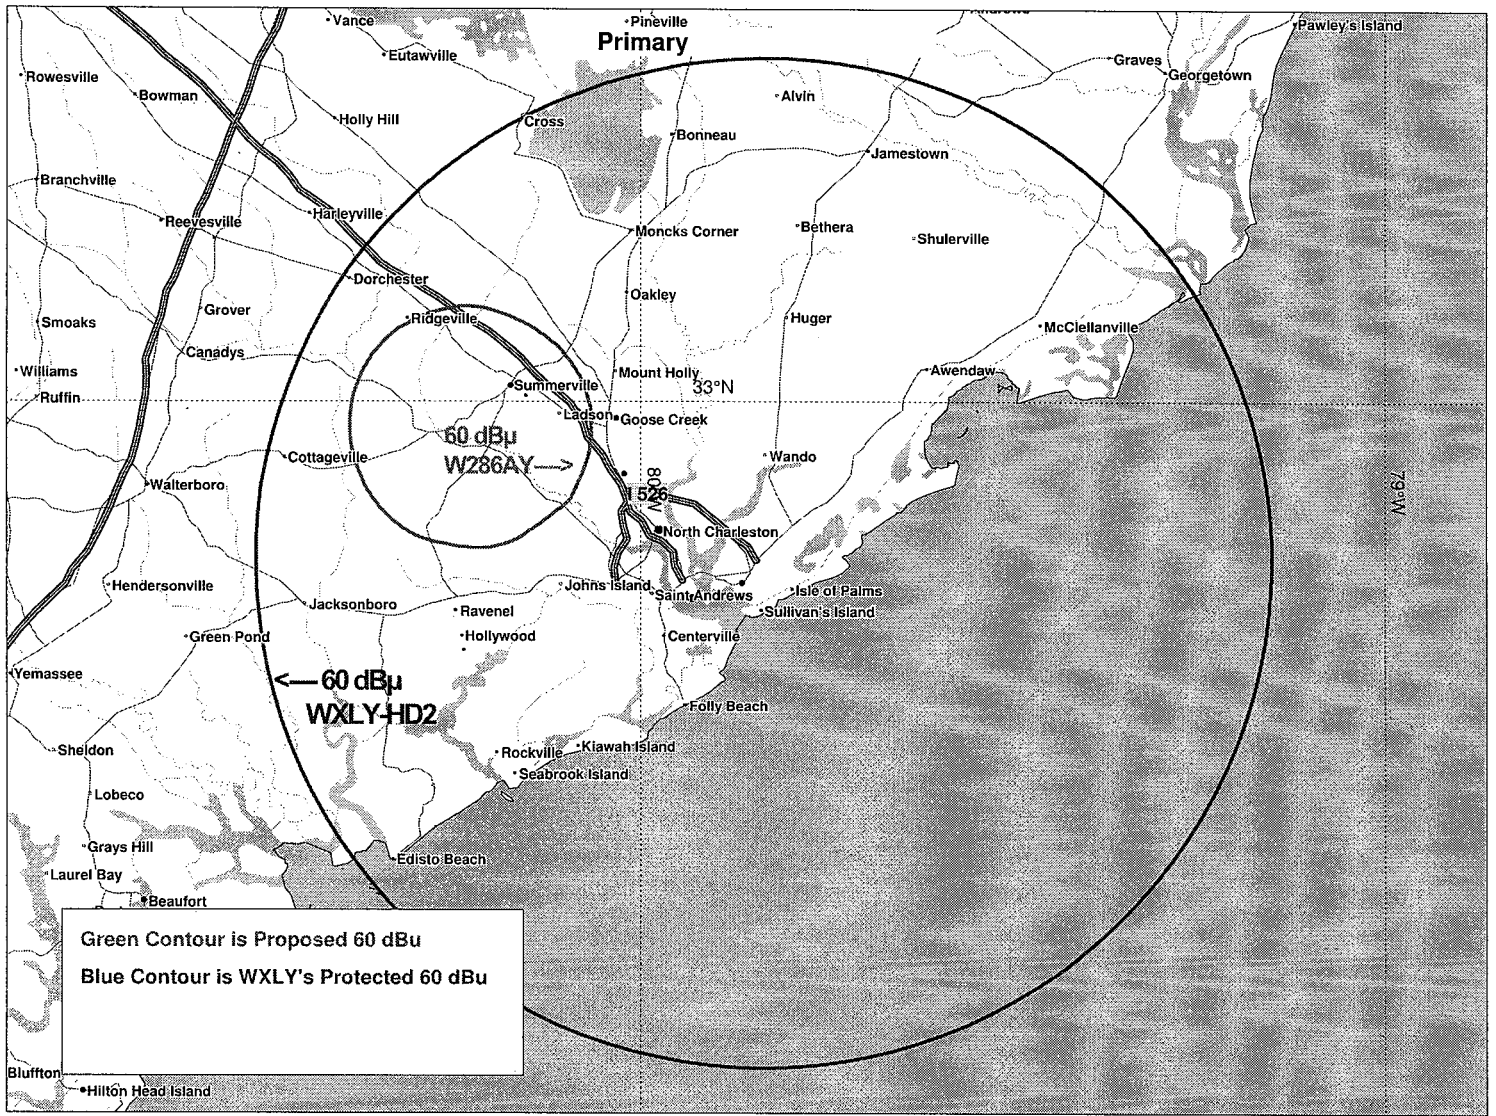 Vance
Pineville
Pawley's Island
Primary
Eutawville
Graves
Georgetown
Rowesville
Bowman
Alvin
Holly Hill
Cross
Bonneau
Jamestown
Branchville
Reevesville
Harleyville
Moncks Corner
Bethera
Shulerville
Dorchester
Oakley
Grover
Ridgeville
Huger
McClellanville
Smoaks
Canadys
Williams
Mount Holly
Awendaw
Summerville
33°N
Ruffin
Ladson
Goose Creek
60 dBµ
W286AY--->
Cottageville
Wando
Walterboro
I 526
79°W
North Charleston
Hendersonville
Johns Island
Saint Andrews
Isle of Palms
Jacksonboro
Ravenel
Sullivan's Island
Green Pond
Hollywood
Centerville
Yemassee
<--- 60 dBµ
WXLY-HD2
Folly Beach
Sheldon
Rockville
Kiawah Island
Seabrook Island
Lobeco
Grays Hill
Edisto Beach
Laurel Bay
Beaufort
Green Contour is Proposed 60 dBu
Blue Contour is WXLY's Protected 60 dBu
Bluffton
Hilton Head Island